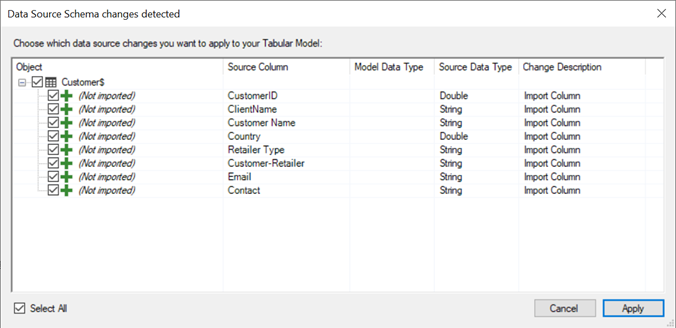 Data Source Schema changes detected
Choose which data source changes you want to apply to your Tabular Model:
Object Source Column Model Data Type Source Data Type Change Description
Customer$
(Not imported) CustomerID Double Import Column
(Not imported) ClientName String Import Column
(Not imported) Customer Name String Import Column
(Not imported) Country Double Import Column
(Not imported) Retailer Type String Import Column
(Not imported) Customer-Retailer String Import Column
(Not imported) Email String Import Column
(Not imported) Contact String Import Column
Select All Cancel Apply